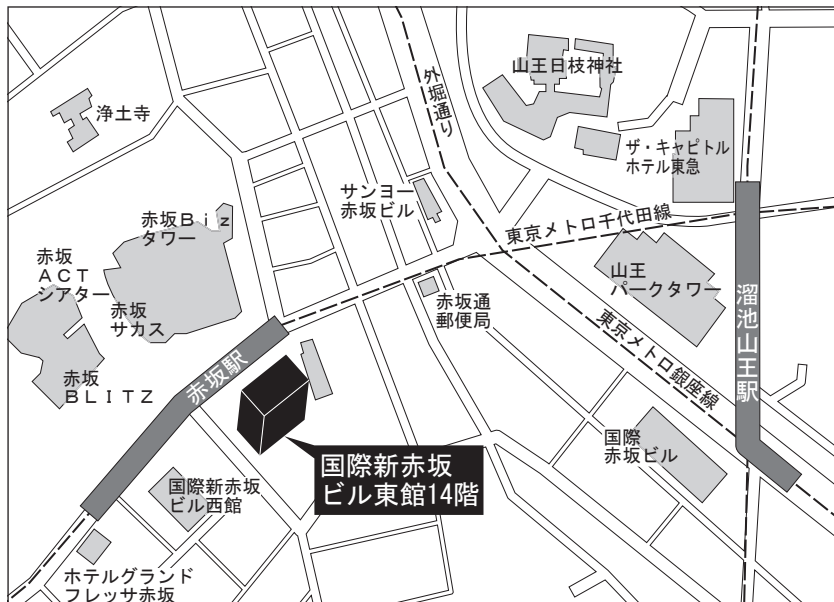 外堀通り
山王日枝神社
浄土寺
ザ・キャピトル
ホテル東急
サンヨー
赤坂ビル
赤坂Ｂｉｚ
タワー
東京メトロ千代田線
赤坂
ＡＣＴ
シアター
山王
パークタワー
赤坂
サカス
赤坂通
郵便局
溜池山王駅
東京メトロ銀座線
赤坂駅
赤坂
ＢＬＩＴＺ
国際
赤坂ビル
国際新赤坂
ビル東館14階
国際新赤坂
ビル西館
ホテルグランド
フレッサ赤坂